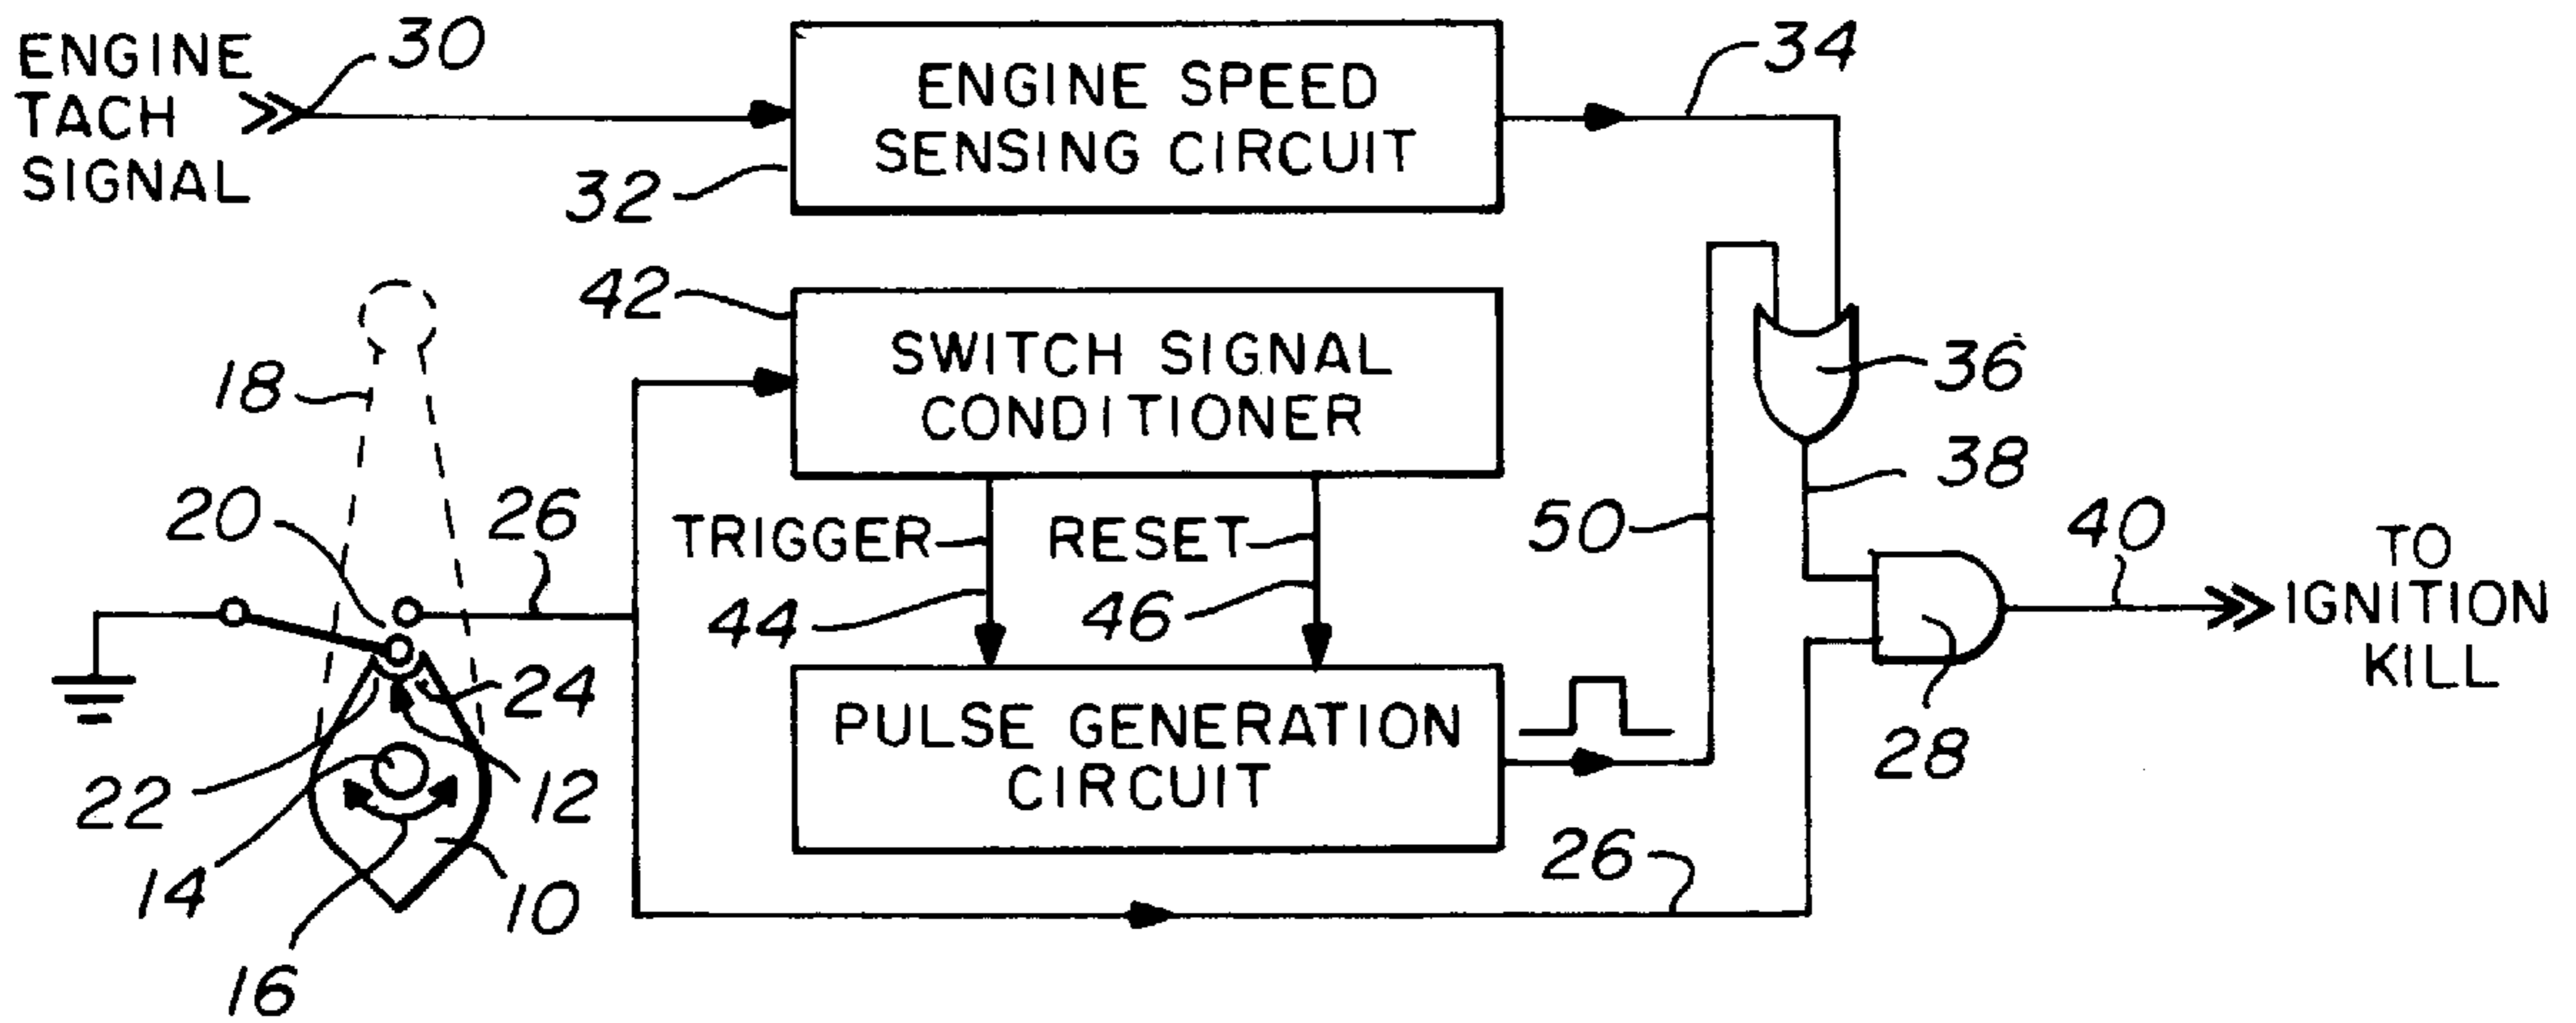 ENGINE
TACH
SIGNAL
30
ENGINE SPEED
SENSING CIRCUIT
32
34
42
SWITCH SIGNAL
CONDITIONER
36
18
38
20
26
TRIGGER
RESET
50
40
TO
IGNITION
KILL
44
46
24
28
22
12
PULSE GENERATION
CIRCUIT
14
10
16
26